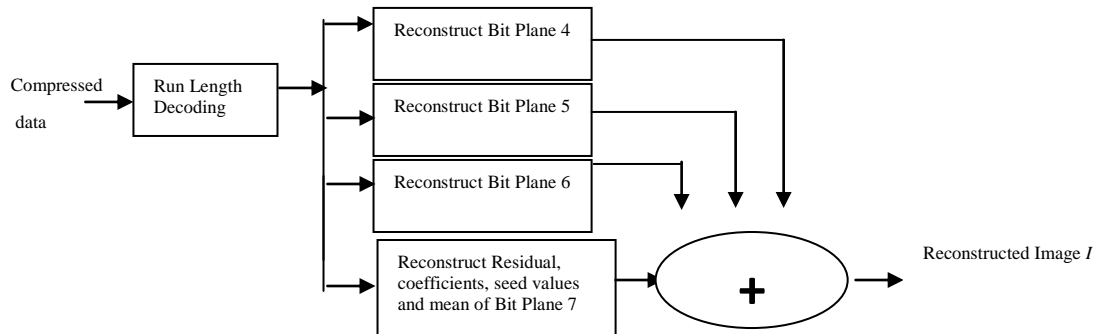 Compressed
data
Run Length
Decoding
Reconstruct Bit Plane 4
Reconstruct Bit Plane 5
Reconstruct Bit Plane 6
Reconstruct Residual,
coefficients, seed values
and mean of Bit Plane 7
+
Reconstructed Image I